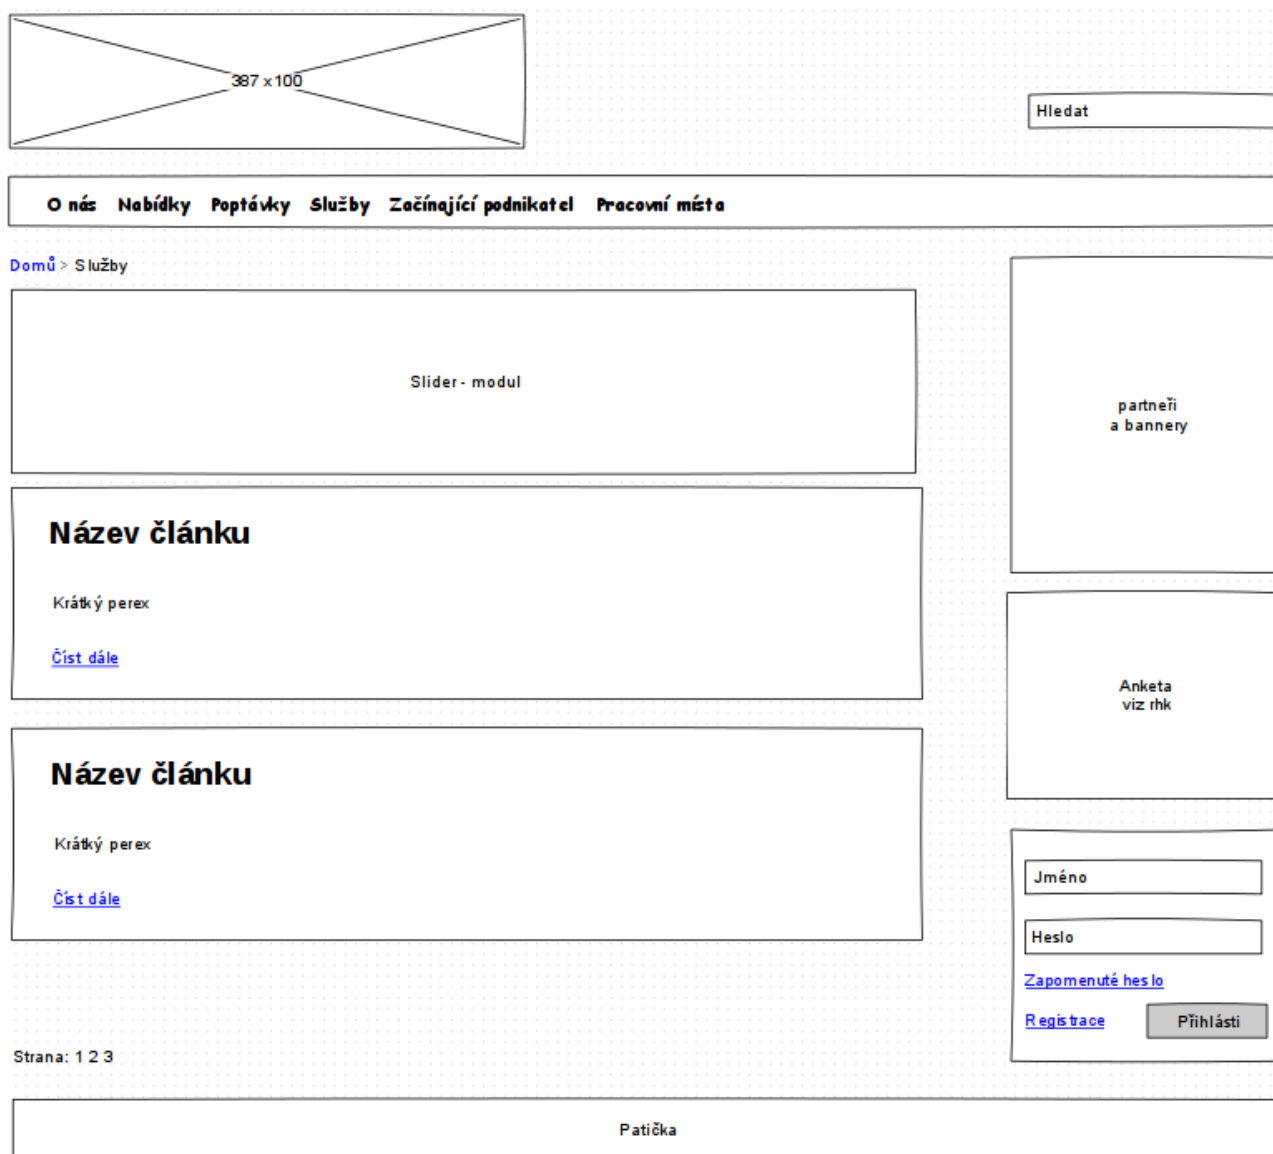 387 x 100
Hledat
O nás Nabídky Poptávky Služby Začínající podnikatel Pracovní místa
Domů > Služby
Slider - modul
partneři
a bannery
Název článku
Krátký perex
Číst dále
Anketa
viz rhk
Název článku
Krátký perex
Číst dále
Jméno
Heslo
Zapomenuté heslo
Registrace Přihlásti
Strana: 1 2 3
Patička